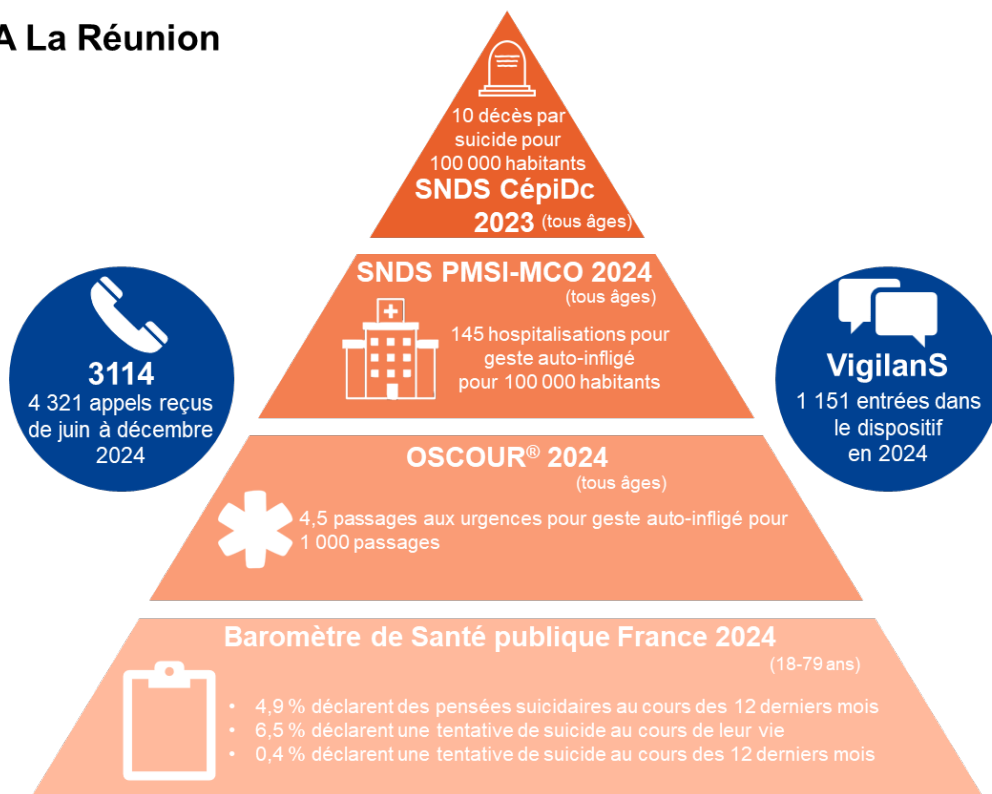 A La Réunion
10 décès par
suicide pour
100 000 habitants
SNDS CépiDc
2023 (tous âges)
SNDS PMSI-MCO 2024
(tous âges)
145 hospitalisations pour
geste auto-infligé
pour 100 000 habitants
3114
4 321 appels reçus
de juin à décembre
2024
VigilanS
1 151 entrées dans
le dispositif
en 2024
OSCOUR® 2024
(tous âges)
4,5 passages aux urgences pour geste auto-infligé pour
1 000 passages
Baromètre de Santé publique France 2024
(18-79 ans)
• 4,9 % déclarent des pensées suicidaires au cours des 12 derniers mois
• 6,5 % déclarent une tentative de suicide au cours de leur vie
• 0,4 % déclarent une tentative de suicide au cours des 12 derniers mois